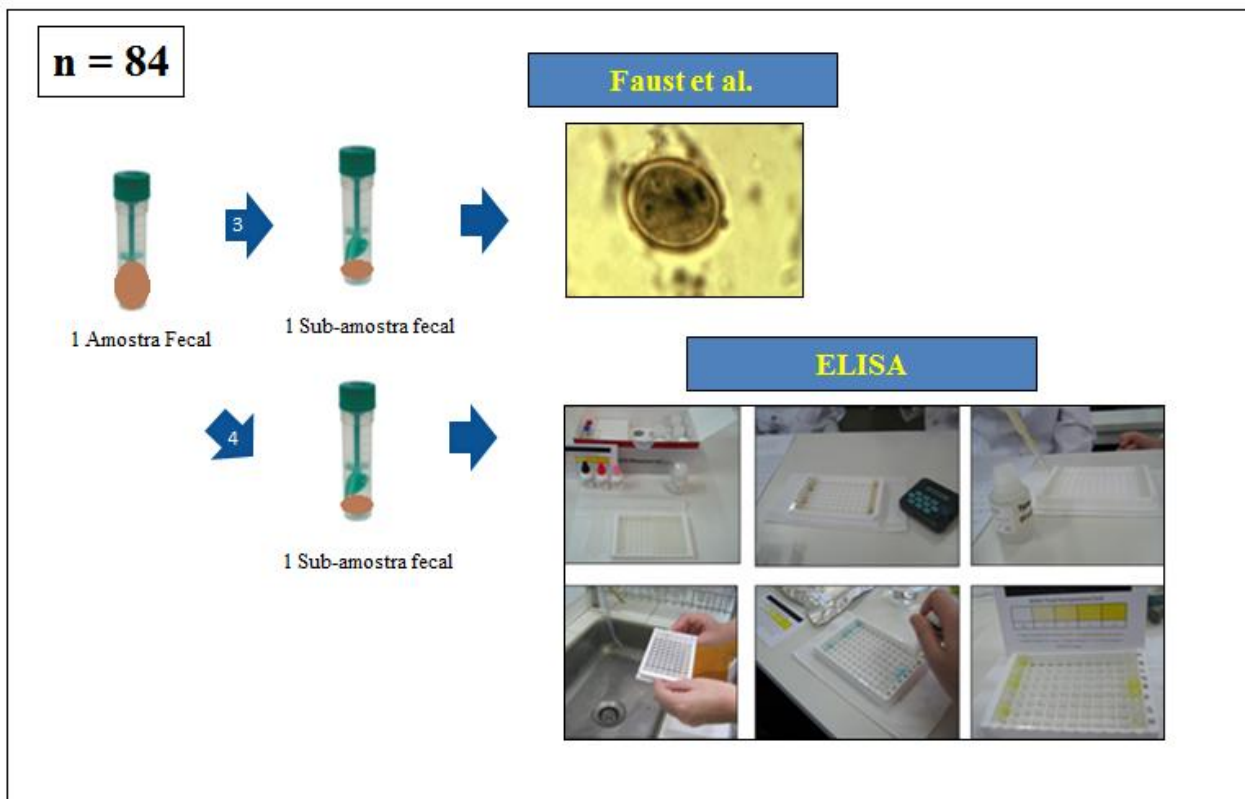 n = 84
Faust et al.
3
1 Amostra Fecal
1 Sub-amostra fecal
ELISA
4
1 Sub-amostra fecal